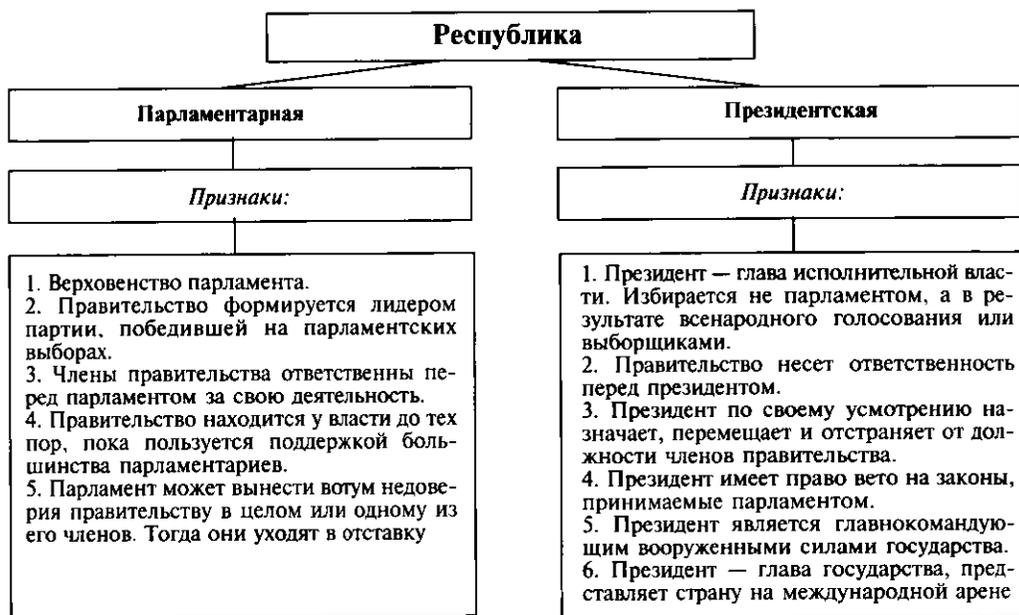 Республика
Парламентарная
Президентская
Признаки:
Признаки:
1. Верховенство парламента.
2. Правительство формируется лидером
партии, победившей на парламентских
выборах.
3. Члены правительства ответственны пе-
ред парламентом за свою деятельность.
4. Правительство находится у власти до тех
пор, пока пользуется поддержкой боль-
шинства парламентариев.
5. Парламент может вынести вотум недове-
рия правительству в целом или одному из
его членов. Тогда они уходят в отставку
1. Президент — глава исполнительной влас-
ти. Избирается не парламентом, а в ре-
зультате всенародного голосования или
выборщиками.
2. Правительство несет ответственность
перед президентом.
3. Президент по своему усмотрению на-
значает, перемещает и отстраняет от дол-
жности членов правительства.
4. Президент имеет право вето на законы,
принимаемые парламентом.
5. Президент является главнокомандую-
щим вооруженными силами государства.
6. Президент — глава государства, пред-
ставляет страну на международной арене